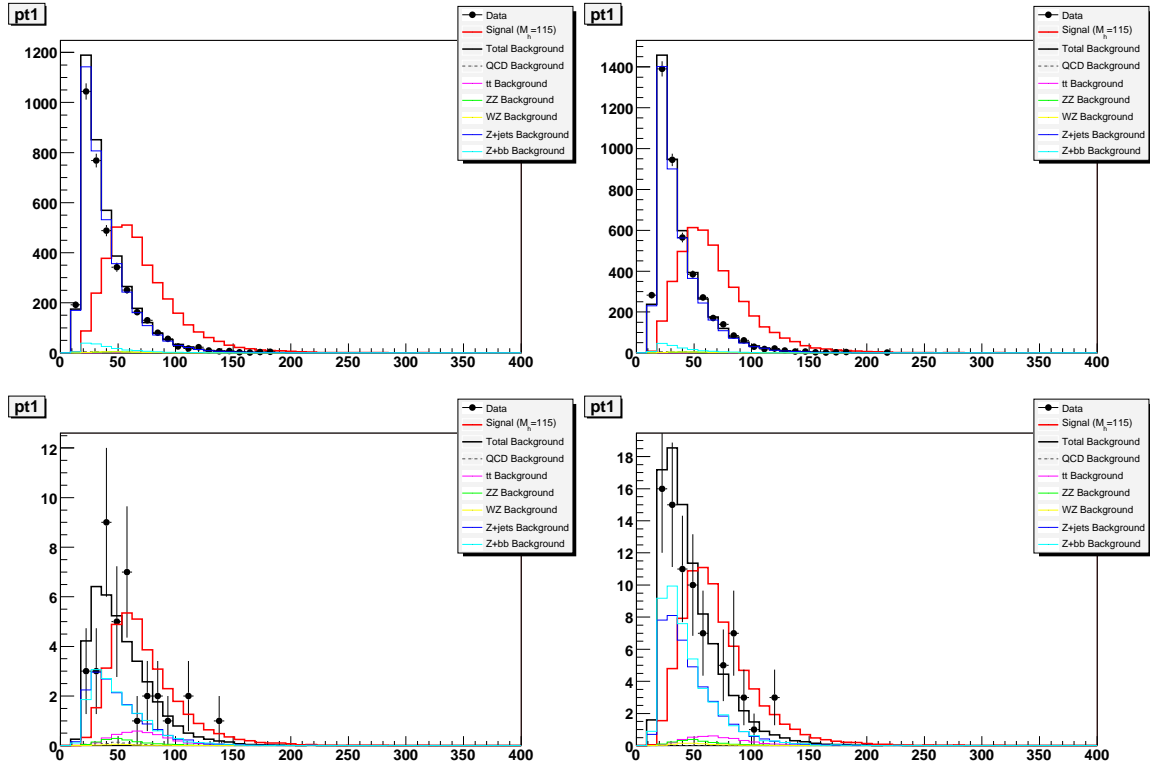 pt1
Data
Signal (M_h=115)
Total Background
QCD Background
tt Background
ZZ Background
WZ Background
Z+jets Background
Z+bb Background
1200
1000
800
600
400
200
0
0 50 100 150 200 250 300 350 400
pt1
Data
Signal (M_h=115)
Total Background
QCD Background
tt Background
ZZ Background
WZ Background
Z+jets Background
Z+bb Background
1400
1200
1000
800
600
400
200
0
0 50 100 150 200 250 300 350 400
pt1
Data
Signal (M_h=115)
Total Background
QCD Background
tt Background
ZZ Background
WZ Background
Z+jets Background
Z+bb Background
12
10
8
6
4
2
0
0 50 100 150 200 250 300 350 400
pt1
Data
Signal (M_h=115)
Total Background
QCD Background
tt Background
ZZ Background
WZ Background
Z+jets Background
Z+bb Background
18
16
14
12
10
8
6
4
2
0
0 50 100 150 200 250 300 350 400